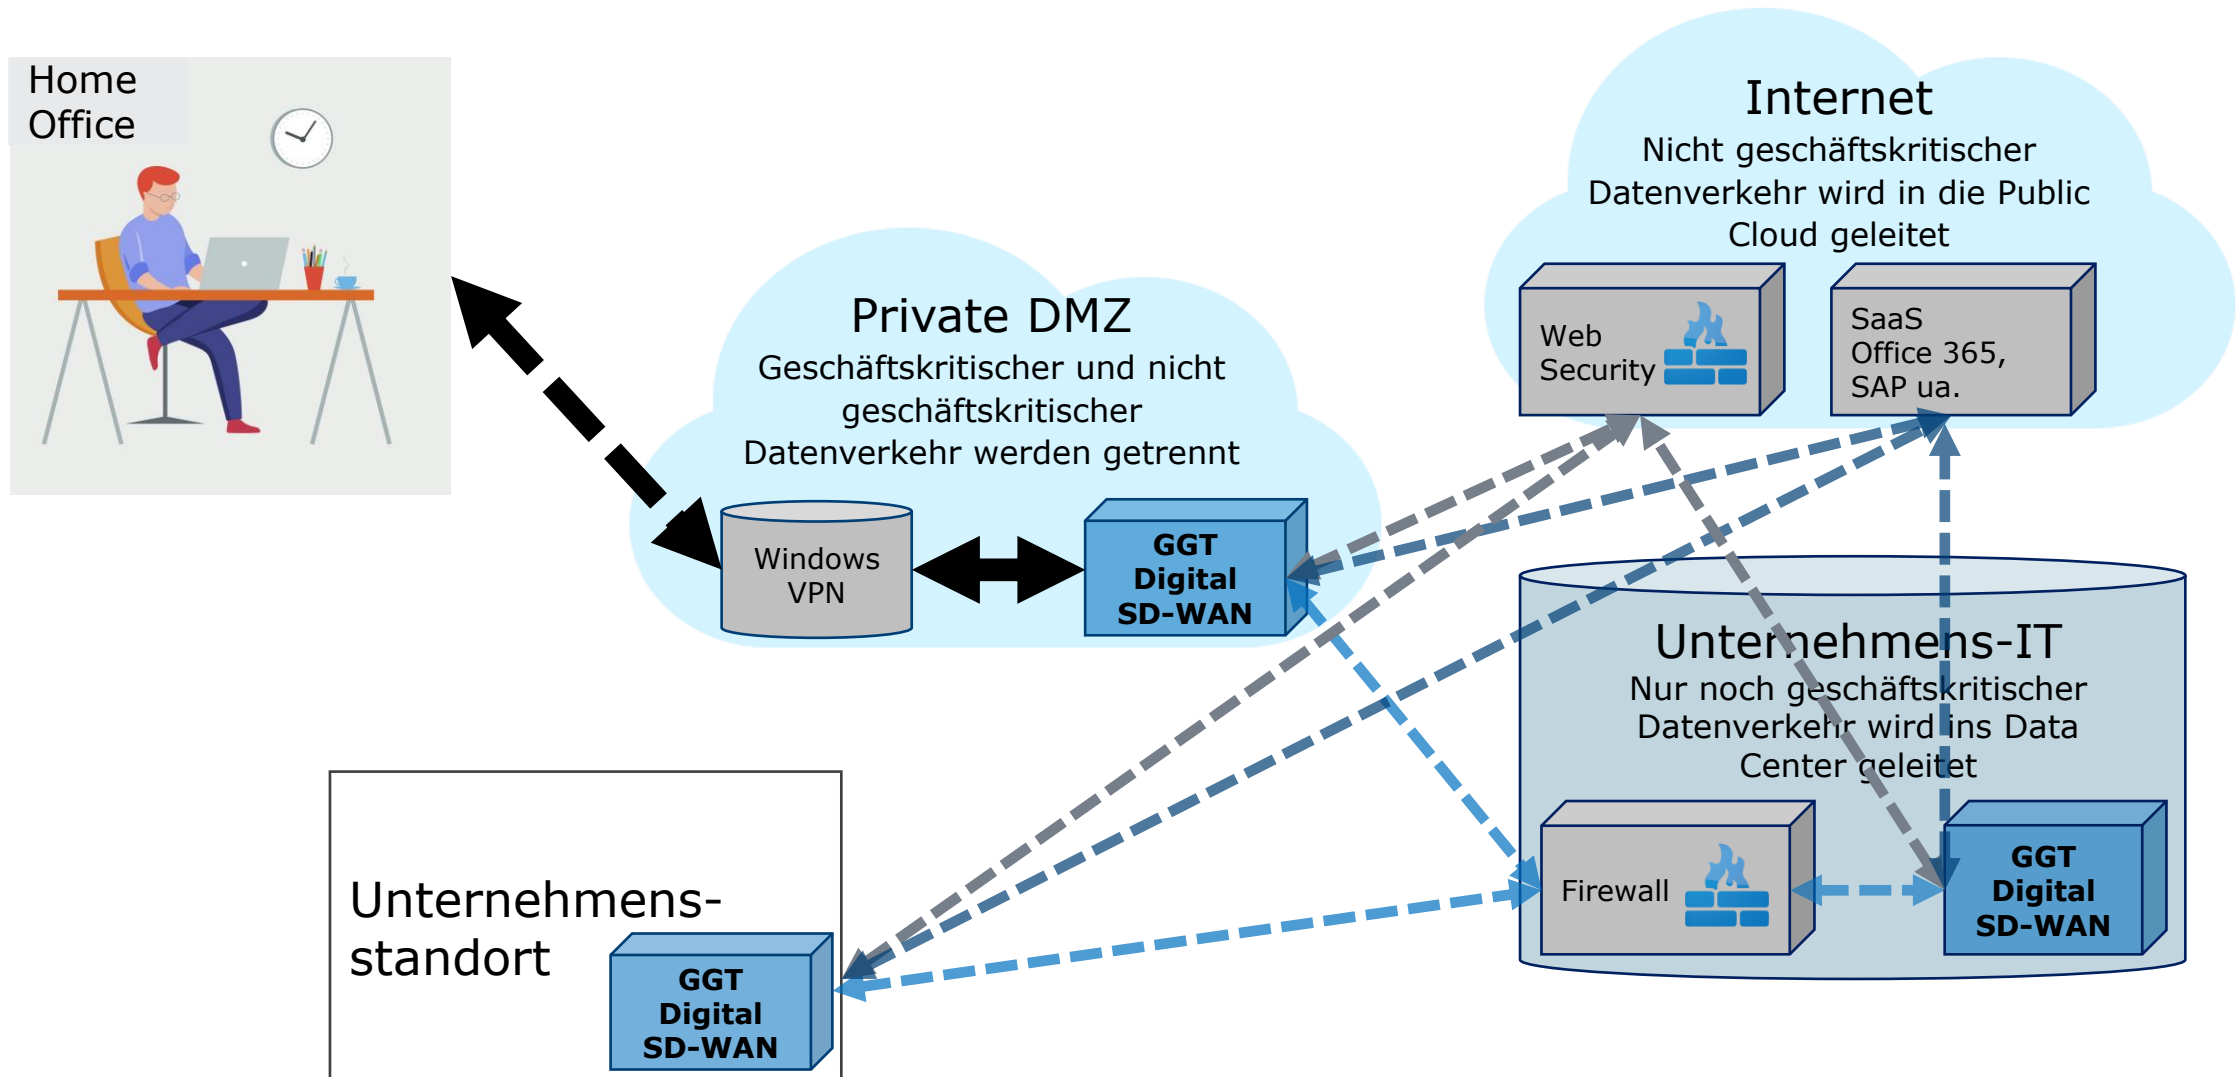 Home
Office
Internet
Nicht geschäftskritischer
Datenverkehr wird in die Public
Cloud geleitet
Web
Security
SaaS
Office 365,
SAP ua.
Private DMZ
Geschäftskritischer und nicht
geschäftskritischer
Datenverkehr werden getrennt
Windows
VPN
GGT
Digital
SD-WAN
Unternehmens-IT
Nur noch geschäftskritischer
Datenverkehr wird ins Data
Center geleitet
Firewall
GGT
Digital
SD-WAN
Unternehmens-
standort
GGT
Digital
SD-WAN